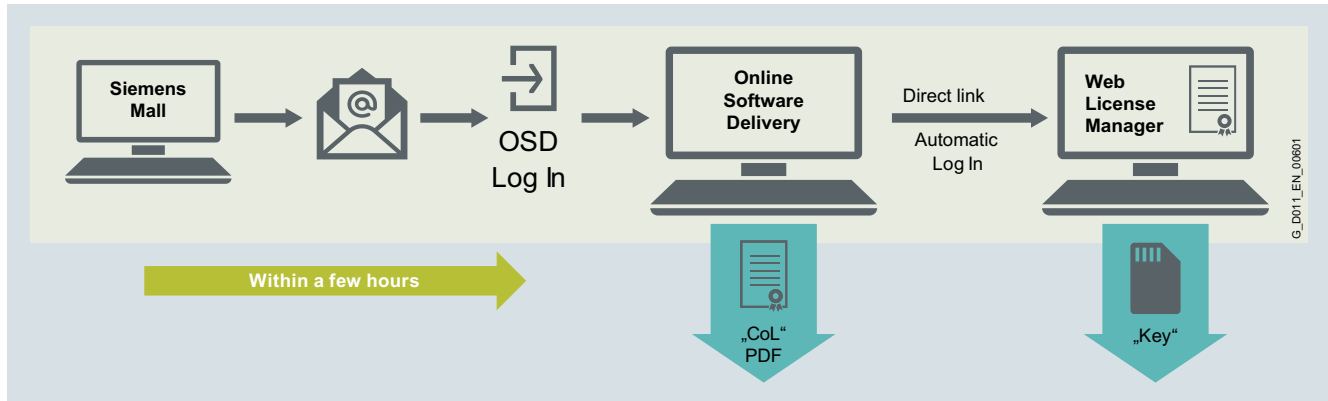 Siemens
Mall
@
OSD
Log In
Online
Software
Delivery
Direct link
Automatic
Log In
Web
License
Manager
G_D011_EN_00601
Within a few hours
„CoL“
PDF
„Key“